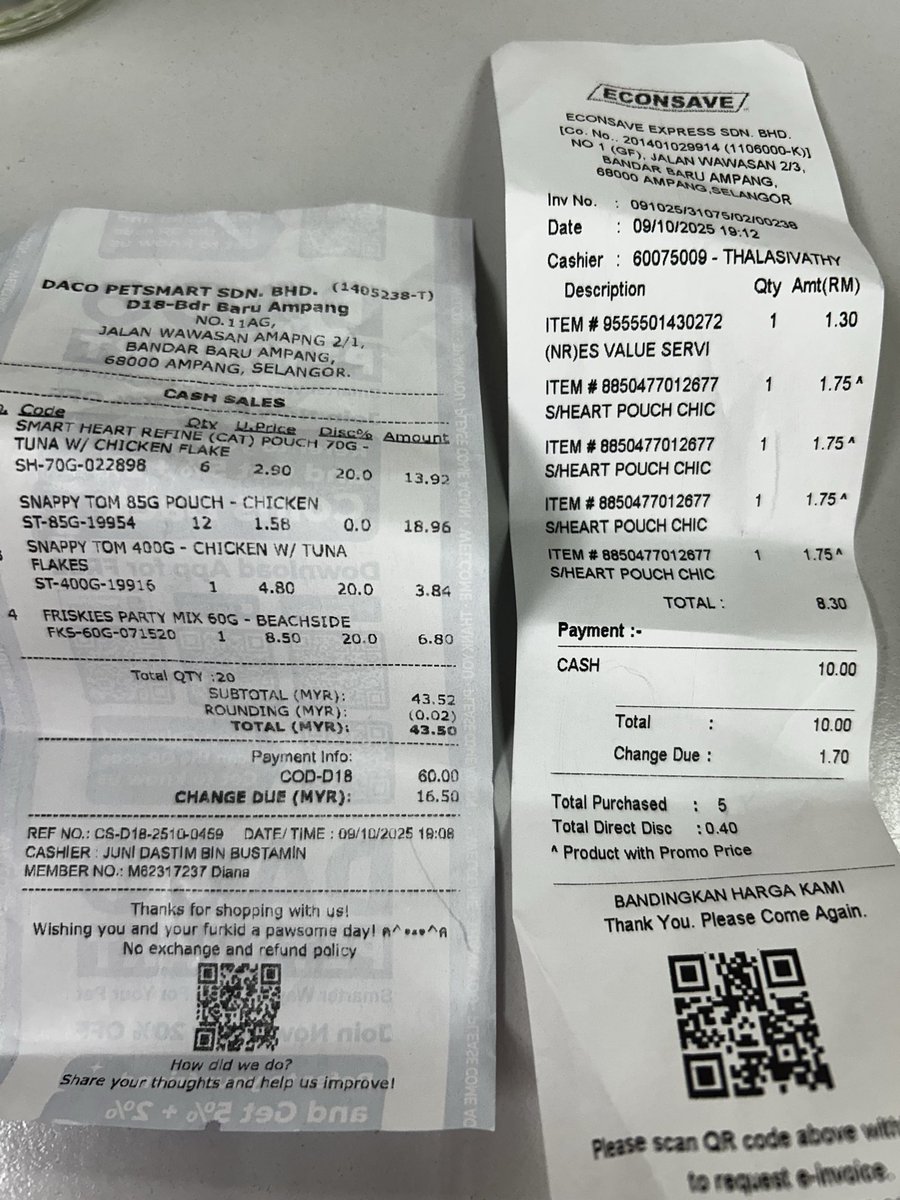 DACO PETSMART SDN. BHD. (1405238-T)
D18-Bdr Baru Ampang
NO.11AG,
JALAN WAWASAN AMAPNG 2/1,
BANDAR BARU AMPANG,
68000 AMPANG, SELANGOR.
CASH SALES
Code Qty U.Price Disc% Amount
SMART HEART REFINE (CAT) POUCH 70G -
TUNA W/ CHICKEN FLAKE
SH-70G-022898 6 2.90 20.0 13.92
SNAPPY TOM 85G POUCH - CHICKEN
ST-85G-19954 12 1.58 0.0 18.96
SNAPPY TOM 400G - CHICKEN W/ TUNA
FLAKES
ST-400G-19916 1 4.80 20.0 3.84
4 FRISKIES PARTY MIX 60G - BEACHSIDE
FKS-60G-071520 1 8.50 20.0 6.80
Total QTY :20
SUBTOTAL (MYR): 43.52
ROUNDING (MYR): (0.02)
TOTAL (MYR): 43.50
Payment Info:
COD-D18 60.00
CHANGE DUE (MYR): 16.50
REF NO.: CS-D18-2510-0459 DATE/TIME : 09/10/2025 19:08
CASHIER : JUNI DASTIM BIN BUSTAMIN
MEMBER NO.: M62317237 Diana
Thanks for shopping with us!
Wishing you and your furkid a pawsome day! ฅ^•ﻌ•^ฅ
No exchange and refund policy
How did we do?
Share your thoughts and help us improve!
ECONSAVE
ECONSAVE EXPRESS SDN. BHD.
[Co. No.. 201401029914 (1106000-K)]
NO 1 (GF), JALAN WAWASAN 2/3,
BANDAR BARU AMPANG,
68000 AMPANG,SELANGOR
Inv No. : 091025/31075/02/00238
Date : 09/10/2025 19:12
Cashier : 60075009 - THALASIVATHY
Description Qty Amt(RM)
ITEM # 9555501430272 1 1.30
(NR)ES VALUE SERVI
ITEM # 8850477012677 1 1.75 ^
S/HEART POUCH CHIC
ITEM # 8850477012677 1 1.75 ^
S/HEART POUCH CHIC
ITEM # 8850477012677 1 1.75 ^
S/HEART POUCH CHIC
ITEM # 8850477012677 1 1.75 ^
S/HEART POUCH CHIC
TOTAL : 8.30
Payment :-
CASH 10.00
Total : 10.00
Change Due : 1.70
Total Purchased : 5
Total Direct Disc : 0.40
^ Product with Promo Price
BANDINGKAN HARGA KAMI
Thank You. Please Come Again.
Please scan QR code above with
to request e-invoice.